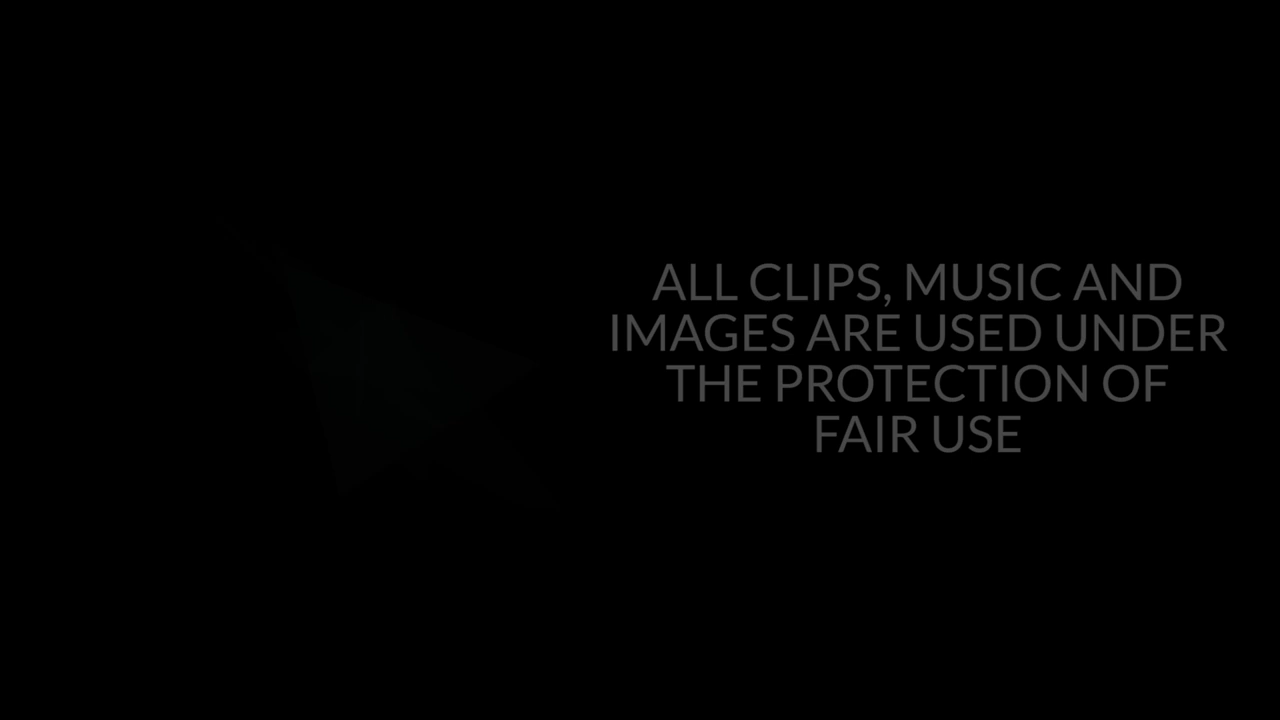 ALL CLIPS, MUSIC AND
IMAGES ARE USED UNDER
THE PROTECTION OF
FAIR USE